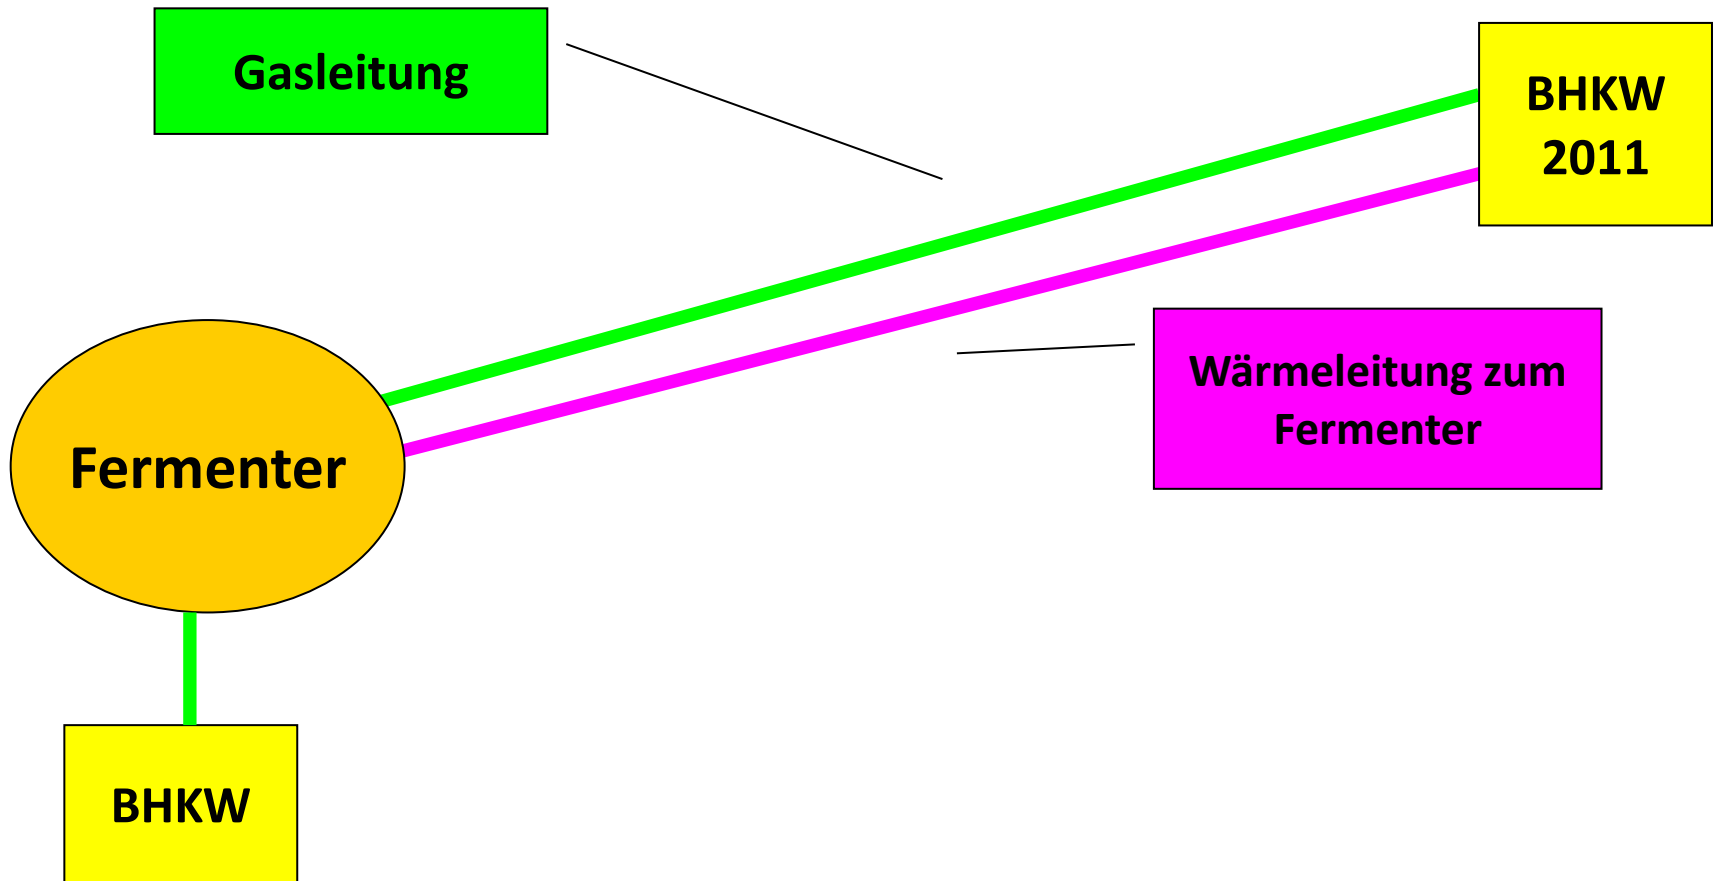 Gasleitung
BHKW
2011
Wärmeleitung zum
Fermenter
Fermenter
BHKW